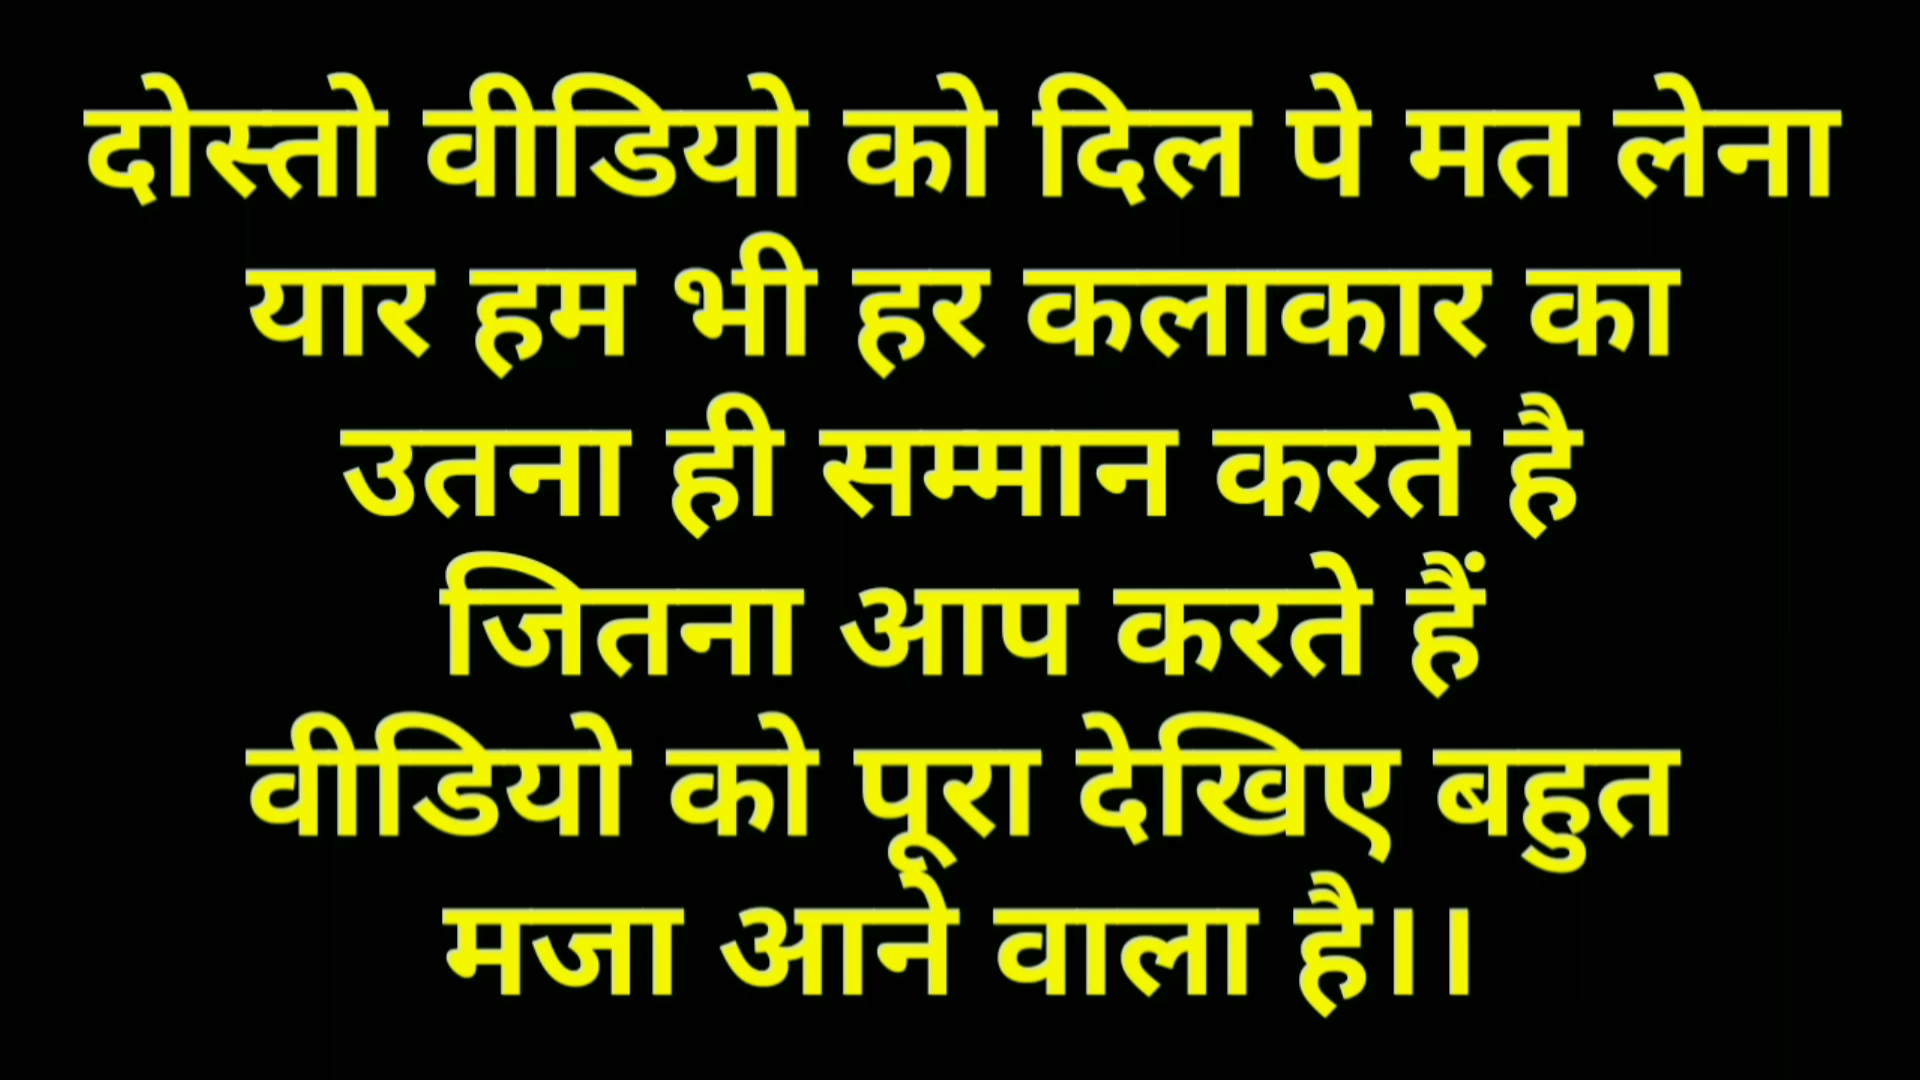 दोस्तो वीडियो को दिल पे मत लेना
यार हम भी हर कलाकार का
उतना ही सम्मान करते है
जितना आप करते हैं
वीडियो को पूरा देखिए बहुत
मजा आने वाला है।।